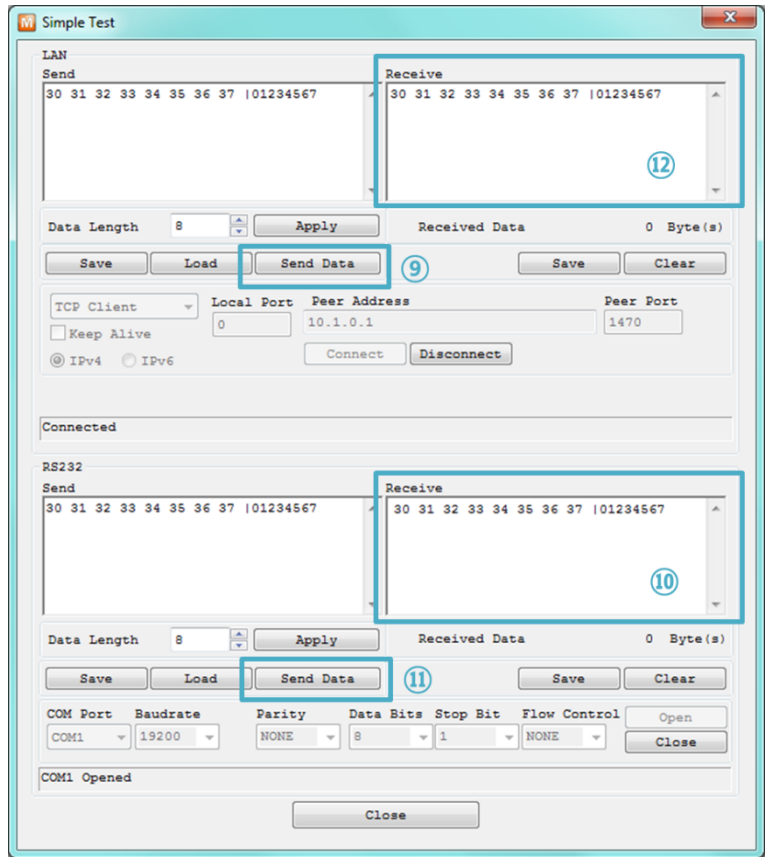 M Simple Test x
LAN
Send Receive
30 31 32 33 34 35 36 37 |01234567 30 31 32 33 34 35 36 37 |01234567
⑫
Data Length 8 Apply Received Data 0 Byte(s)
Save Load Send Data ⑨ Save Clear
TCP Client Local Port Peer Address Peer Port
Keep Alive 0 10.1.0.1 1470
IPv4 IPv6 Connect Disconnect
Connected
RS232
Send Receive
30 31 32 33 34 35 36 37 |01234567 30 31 32 33 34 35 36 37 |01234567
⑩
Data Length 8 Apply Received Data 0 Byte(s)
Save Load Send Data ⑪ Save Clear
COM Port Baudrate Parity Data Bits Stop Bit Flow Control Open
COM1 19200 NONE 8 1 NONE Close
COM1 Opened
Close